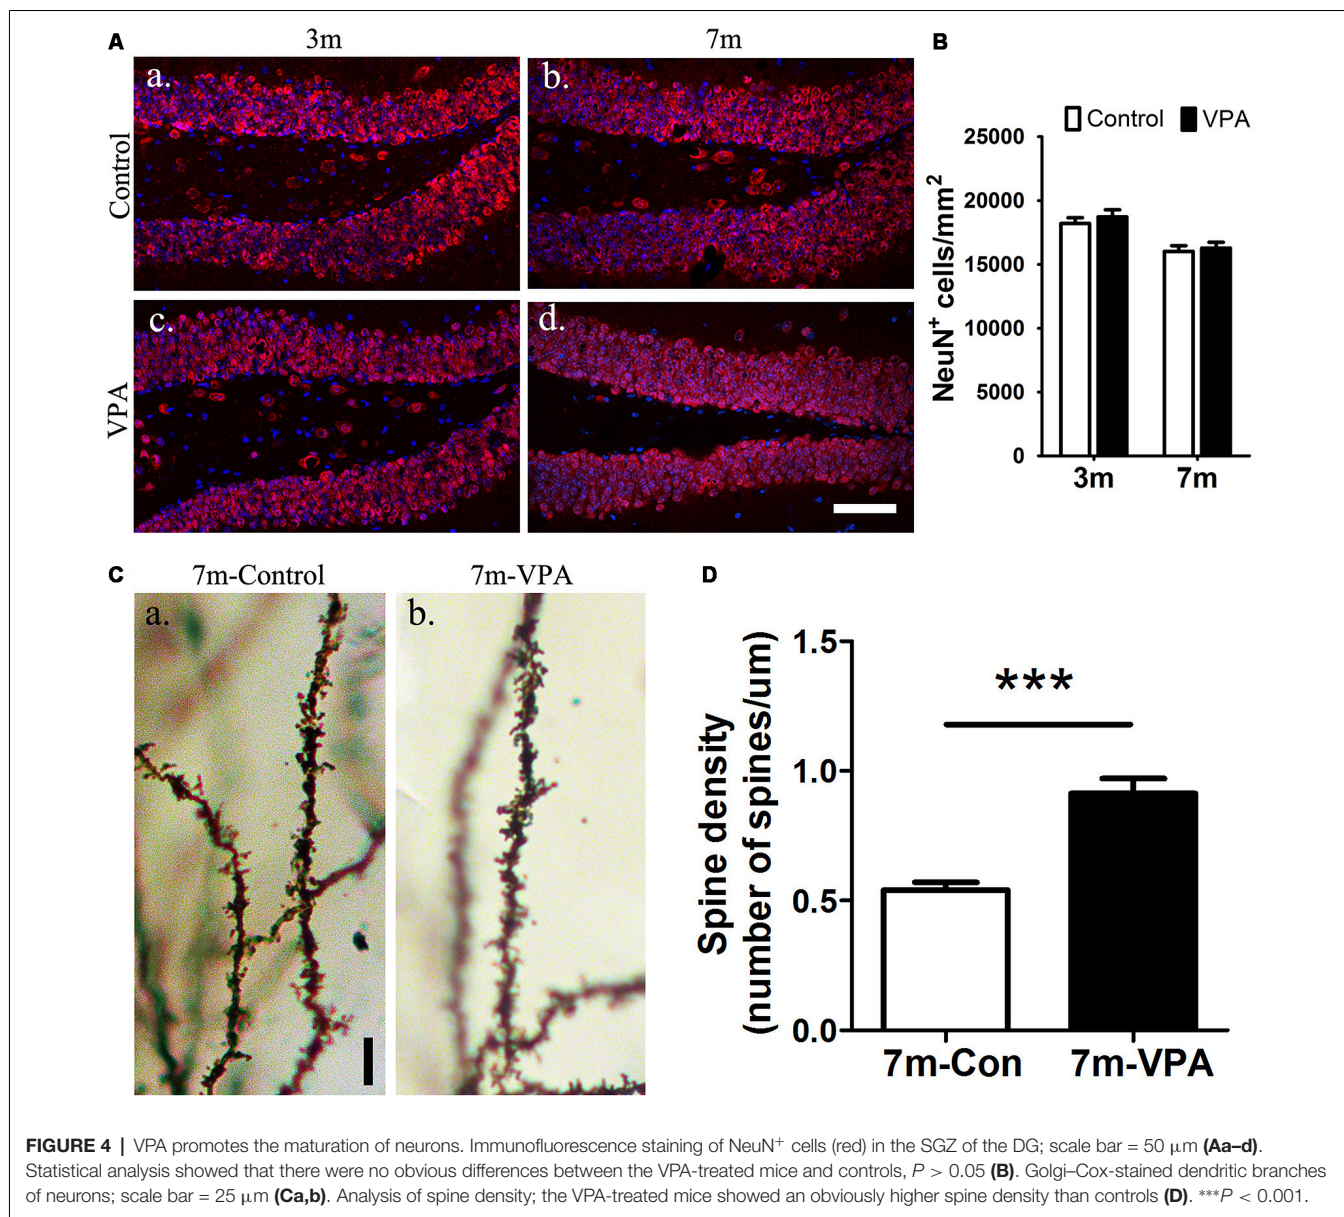 A
3m
7m
B
a.
b.
Control
c.
d.
VPA
Control
VPA
25000
20000
15000
10000
5000
0
NeuN+ cells/mm2
3m
7m
C
7m-Control
7m-VPA
D
a.
b.
1.5
1.0
0.5
0.0
Spine density
(number of spines/um)
***
7m-Con
7m-VPA
FIGURE 4 | VPA promotes the maturation of neurons. Immunofluorescence staining of NeuN+ cells (red) in the SGZ of the DG; scale bar = 50 μm (Aa–d).
Statistical analysis showed that there were no obvious differences between the VPA-treated mice and controls, P > 0.05 (B). Golgi–Cox-stained dendritic branches
of neurons; scale bar = 25 μm (Ca,b). Analysis of spine density; the VPA-treated mice showed an obviously higher spine density than controls (D). ***P < 0.001.